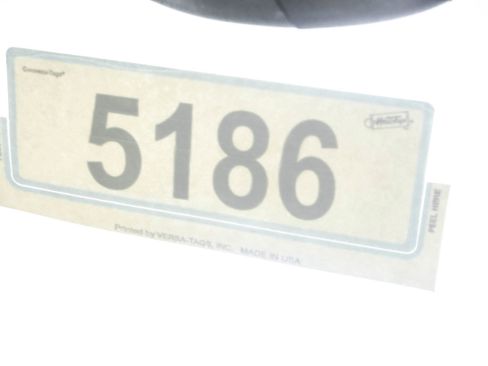 5186
Printed by VERSA-TAGS, INC., MADE IN USA
PEEL HERE